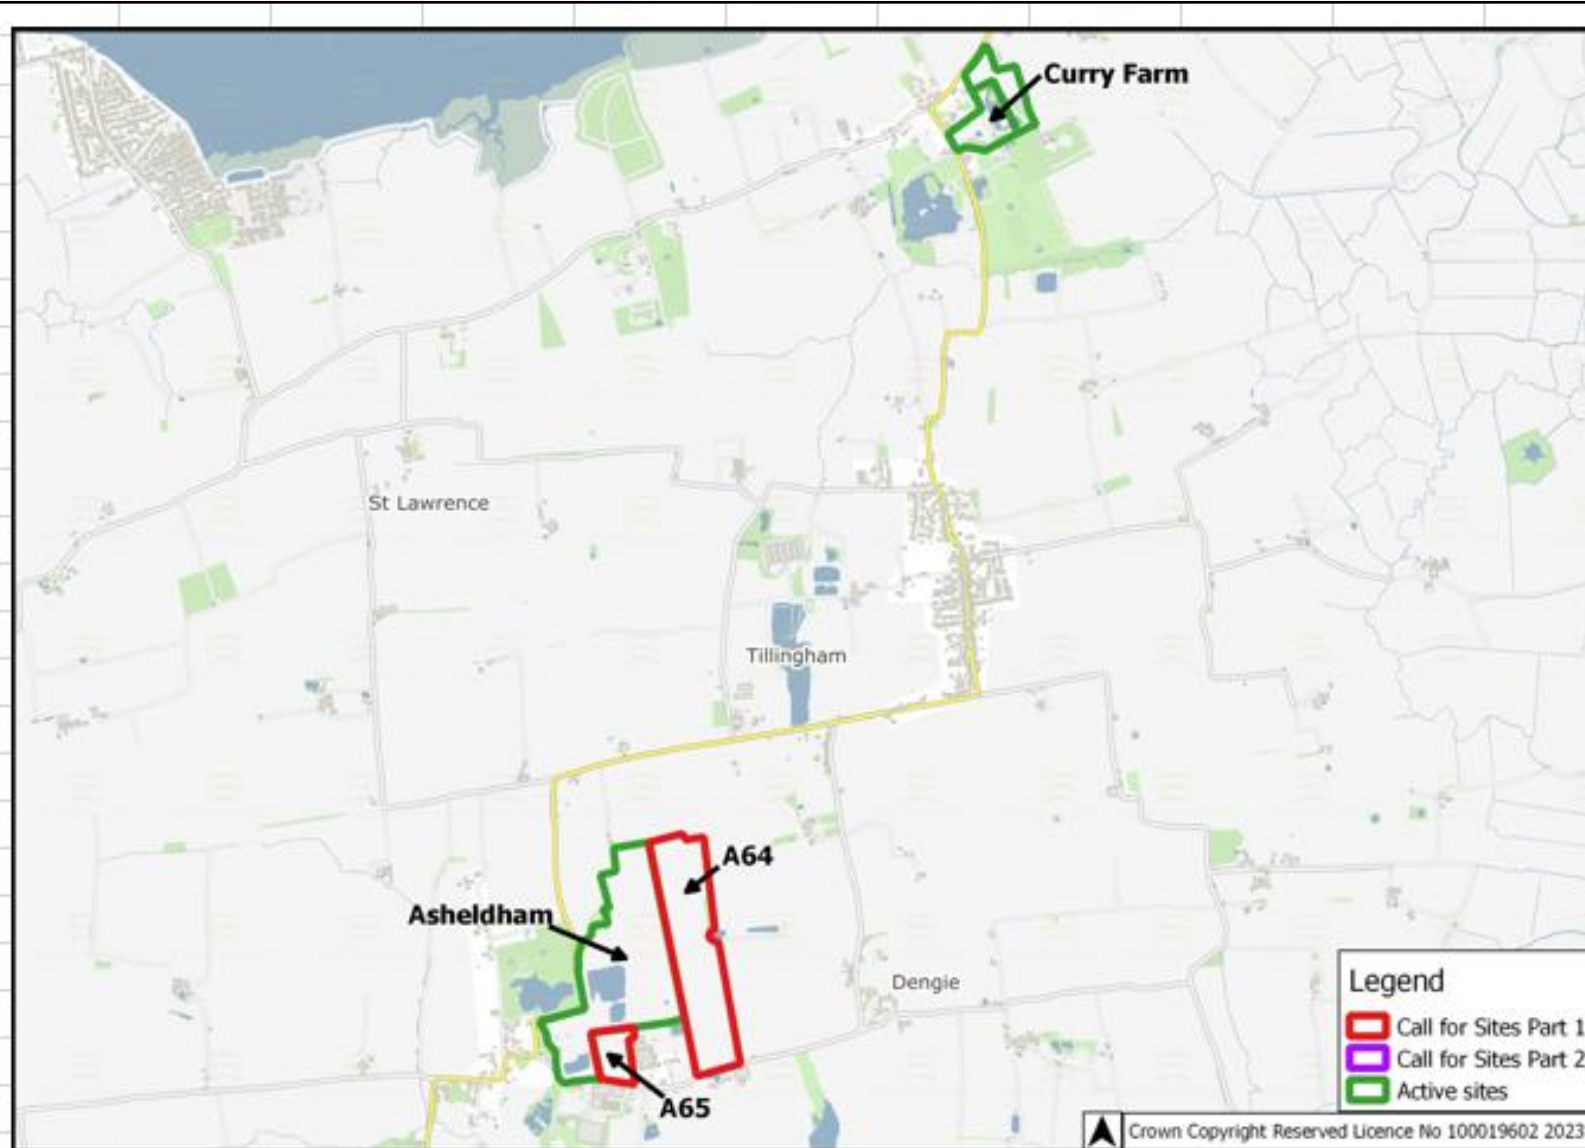 Curry Farm
St Lawrence
Tillingham
A64
Asheldham
Dengie
A65
Legend
Call for Sites Part 1
Call for Sites Part 2
Active sites
Crown Copyright Reserved Licence No 100019602 2023